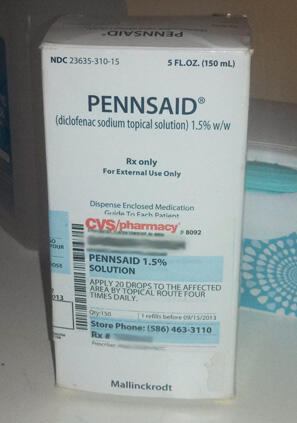 PENNSAID
NDC 23635-310-15
5 FL.OZ. (150 mL)
PENNSAID®
(diclofenac sodium topical solution) 1.5% w/w
Rx only
For External Use Only
Dispense Enclosed Medication
Guide To Each Patient
CVS/pharmacy®
# 8092
PENNSAID 1.5%
SOLUTION
APPLY 20 DROPS TO THE AFFECTED
AREA BY TOPICAL ROUTE FOUR
TIMES DAILY.
Qty:150
1 refills before 09/15/2013
Store Phone: (586) 463-3110
Rx #
Prescriber:
Mallinckrodt